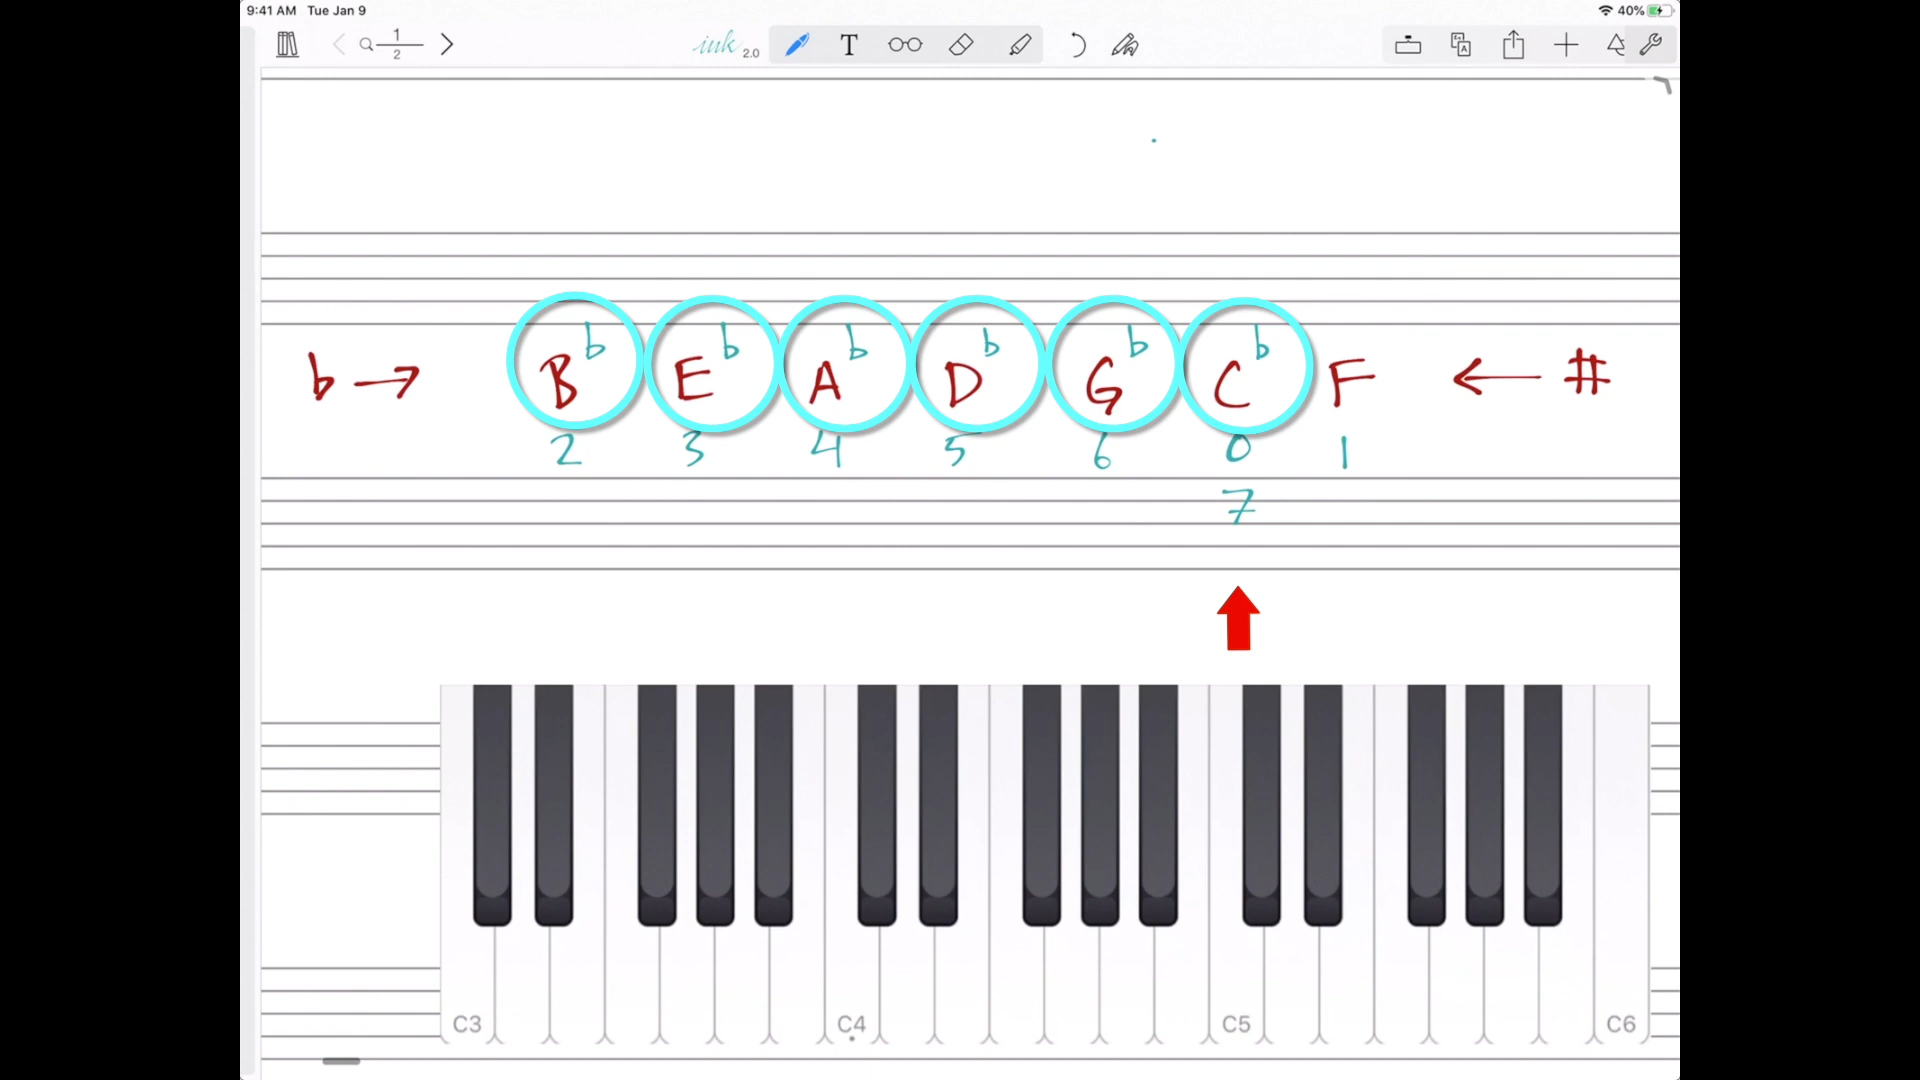 9:41 AM Tue Jan 9 40%
1
2
ink 2.0 T A
b → B♭ E♭ A♭ D♭ G♭ C♭ F ← #
2 3 4 5 6 0 1
7
C3 C4 C5 C6